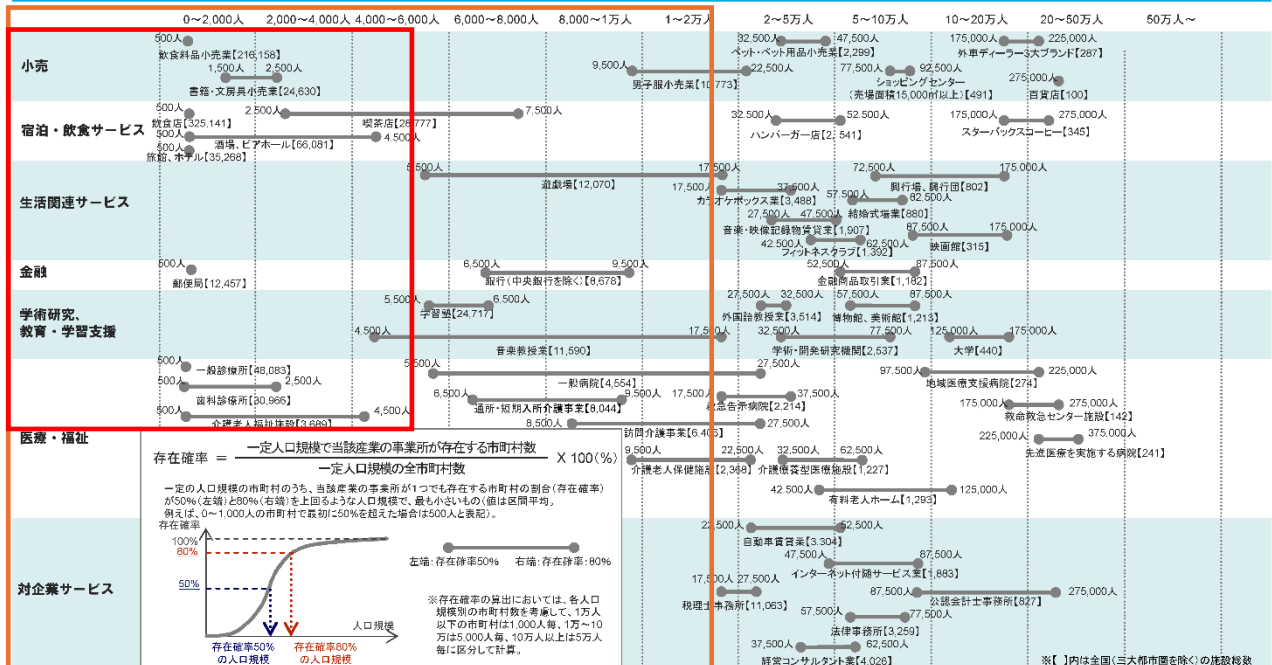 0～2,000人 2,000～4,000人 4,000～6,000人 6,000～8,000人 8,000～1万人 1～2万人 2～5万人 5～10万人 10～20万人 20～50万人 50万人～
小売
500人
飲食料品小売業【216,158】
1,500人 2,500人
書籍・文房具小売業【24,630】
9,500人 22,500人
男子服小売業【10,773】
32,500人 47,500人
ペット・ペット用品小売業【2,299】
77,500人 92,500人
ショッピングセンター
（売場面積15,000㎡以上）【491】
175,000人 225,000人
外車ディーラー3大ブランド【287】
275,000人
百貨店【100】
宿泊・飲食サービス
500人
飲食店【325,141】
2,500人 7,500人
喫茶店【28,777】
500人 4,500人
酒場、ビアホール【66,081】
500人
旅館、ホテル【35,268】
32,500人 52,500人
ハンバーガー店【2,541】
175,000人 275,000人
スターバックスコーヒー【345】
生活関連サービス
5,500人 17,500人
遊戯場【12,070】
17,500人 37,500人
カラオケボックス業【3,488】
27,500人 47,500人
音楽・映像記録物賃貸業【1,907】
42,500人 62,500人
フィットネスクラブ【1,392】
72,500人 175,000人
興行場、興行団【802】
57,500人 82,500人
結婚式場業【880】
87,500人 175,000人
映画館【315】
金融
500人
郵便局【12,457】
6,500人 9,500人
銀行（中央銀行を除く）【8,678】
52,500人 87,500人
金融商品取引業【1,182】
学術研究、
教育・学習支援
5,500人 6,500人
学習塾【24,717】
4,500人 17,500人
音楽教授業【11,590】
27,500人 32,500人
外国語教授業【3,514】
57,500人 87,500人
博物館、美術館【1,213】
32,500人 77,500人
学術・開発研究機関【2,537】
125,000人 175,000人
大学【440】
医療・福祉
500人
一般診療所【48,083】
500人 2,500人
歯科診療所【30,966】
500人 4,500人
介護老人福祉施設【3,689】
5,500人 27,500人
一般病院【4,554】
6,500人 9,500人
通所・短期入所介護事業【8,044】
17,500人 37,500人
救急告示病院【2,214】
8,500人 27,500人
訪問介護事業【6,406】
9,500人 22,500人
介護老人保健施設【2,368】
32,500人 62,500人
介護療養型医療施設【1,227】
42,500人 125,000人
有料老人ホーム【1,293】
97,500人 225,000人
地域医療支援病院【274】
175,000人 275,000人
救命救急センター施設【142】
225,000人 375,000人
先進医療を実施する病院【241】
対企業サービス
22,500人 52,500人
自動車賃貸業【3,304】
47,500人 87,500人
インターネット付随サービス業【1,883】
17,500人 27,500人
税理士事務所【11,063】
87,500人 275,000人
公認会計士事務所【827】
57,500人 77,500人
法律事務所【3,259】
37,500人 62,500人
経営コンサルタント業【4,026】
存在確率 ＝ 一定人口規模で当該産業の事業所が存在する市町村数
一定人口規模の全市町村数
X 100(%)
一定の人口規模の市町村のうち、当該産業の事業所が1つでも存在する市町村の割合（存在確率）
が50%（左端）と80%（右端）を上回るような人口規模で、最も小さいもの（値は区間平均。
例えば、0～1,000人の市町村で最初に50%を超えた場合は500人と表記）。
存在確率
100%
80%
50%
人口規模
存在確率50%
の人口規模
存在確率80%
の人口規模
左端：存在確率50% 右端：存在確率：80%
※存在確率の算出においては、各人口
規模別の市町村数を考慮して、1万人
以下の市町村は1,000人毎、1万～10
万は5,000人毎、10万人以上は5万人
毎に区分して計算。
※【 】内は全国（三大都市圏を除く）の施設総数